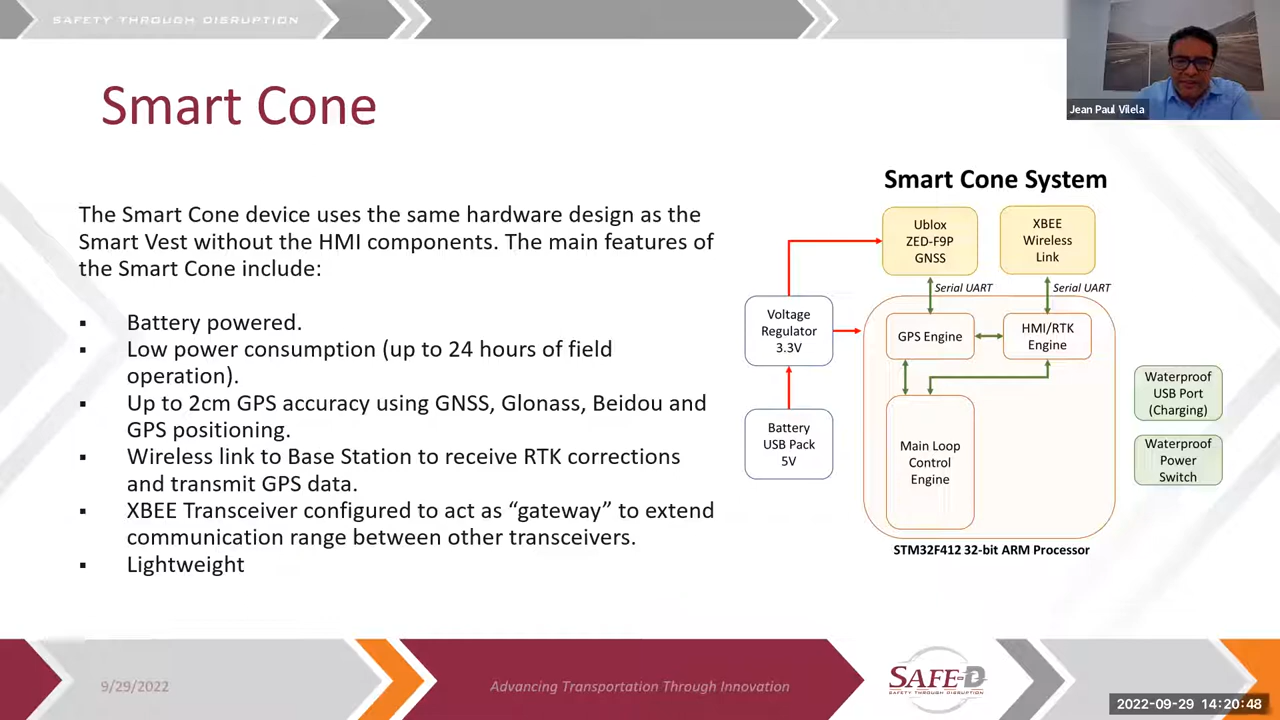 SAFETY THROUGH DISRUPTION
Jean Paul Vilela
Smart Cone
The Smart Cone device uses the same hardware design as the
Smart Vest without the HMI components. The main features of
the Smart Cone include:
▪ Battery powered.
▪ Low power consumption (up to 24 hours of field
operation).
▪ Up to 2cm GPS accuracy using GNSS, Glonass, Beidou and
GPS positioning.
▪ Wireless link to Base Station to receive RTK corrections
and transmit GPS data.
▪ XBEE Transceiver configured to act as “gateway” to extend
communication range between other transceivers.
▪ Lightweight
Smart Cone System
Ublox
ZED-F9P
GNSS
XBEE
Wireless
Link
Serial UART
Serial UART
Voltage
Regulator
3.3V
GPS Engine
HMI/RTK
Engine
Battery
USB Pack
5V
Main Loop
Control
Engine
Waterproof
USB Port
(Charging)
Waterproof
Power
Switch
STM32F412 32-bit ARM Processor
9/29/2022
Advancing Transportation Through Innovation
SAFE-D
SAFETY THROUGH DISRUPTION
2022-09-29 14:20:48